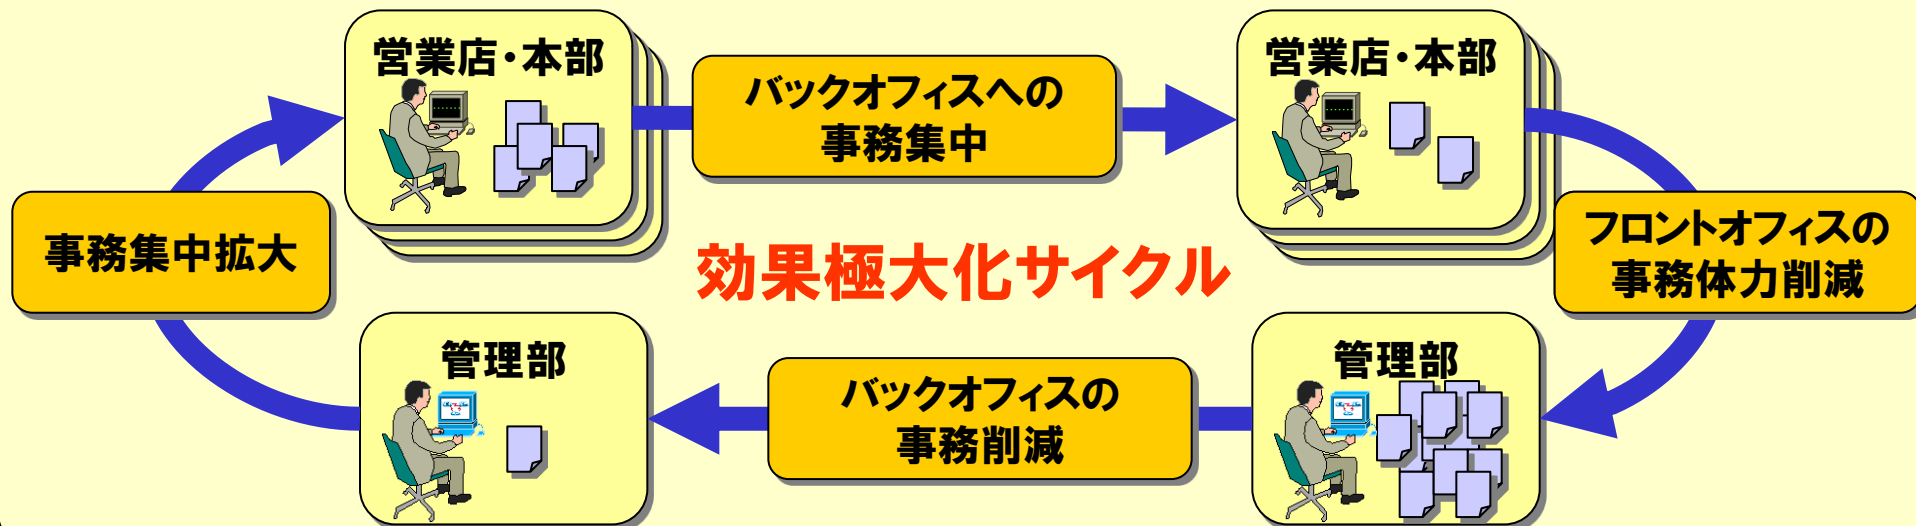 営業店・本部
バックオフィスへの
事務集中
営業店・本部
事務集中拡大
効果極大化サイクル
フロントオフィスの
事務体力削減
管理部
バックオフィスの
事務削減
管理部